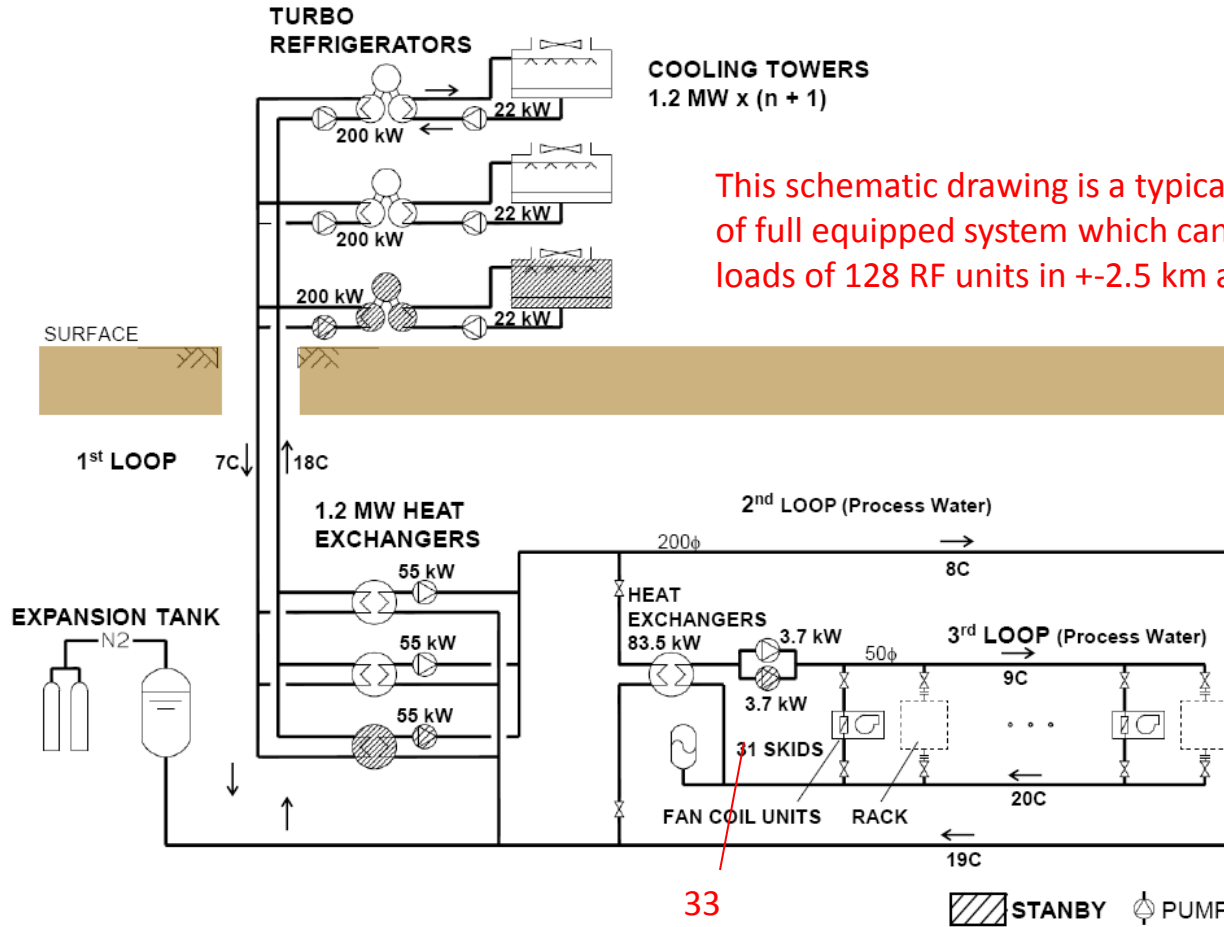 TURBO
REFRIGERATORS
COOLING TOWERS
1.2 MW x (n + 1)
22 kW
200 kW
This schematic drawing is a typica
of full equipped system which can
loads of 128 RF units in +-2.5 km a
22 kW
200 kW
200 kW
22 kW
SURFACE
1st LOOP
7C
18C
1.2 MW HEAT
EXCHANGERS
2nd LOOP (Process Water)
200ϕ
8C
55 kW
HEAT
EXCHANGERS
83.5 kW
EXPANSION TANK
N2
55 kW
3.7 kW
3rd LOOP (Process Water)
50ϕ
9C
3.7 kW
55 kW
31 SKIDS
20C
FAN COIL UNITS
RACK
19C
33
STANBY
PUMP